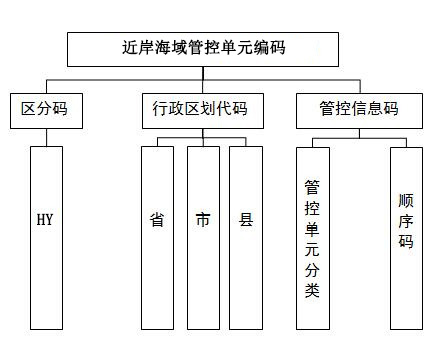 近岸海域管控单元编码
区分码
行政区划代码
管控信息码
HY
省
市
县
管控单元分类
顺序码